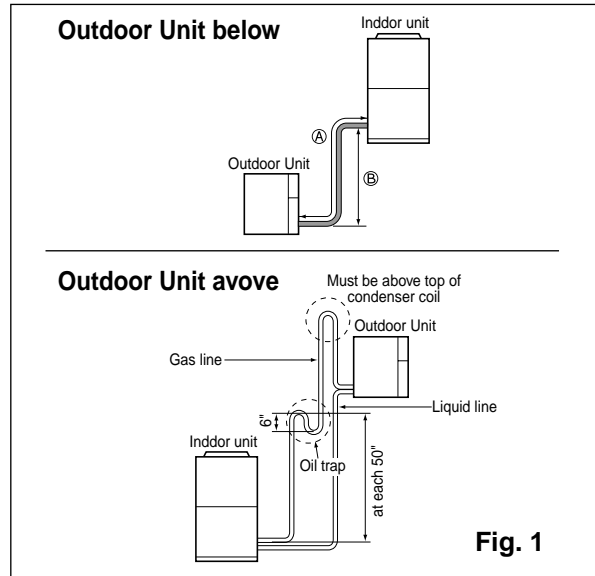 Outdoor Unit below
Inddor unit
Ⓐ
Outdoor Unit
Ⓑ
Outdoor Unit avove
Must be above top of
condenser coil
Outdoor Unit
Gas line
Liquid line
6"
Inddor unit
Oil trap
at each 50"
Fig. 1